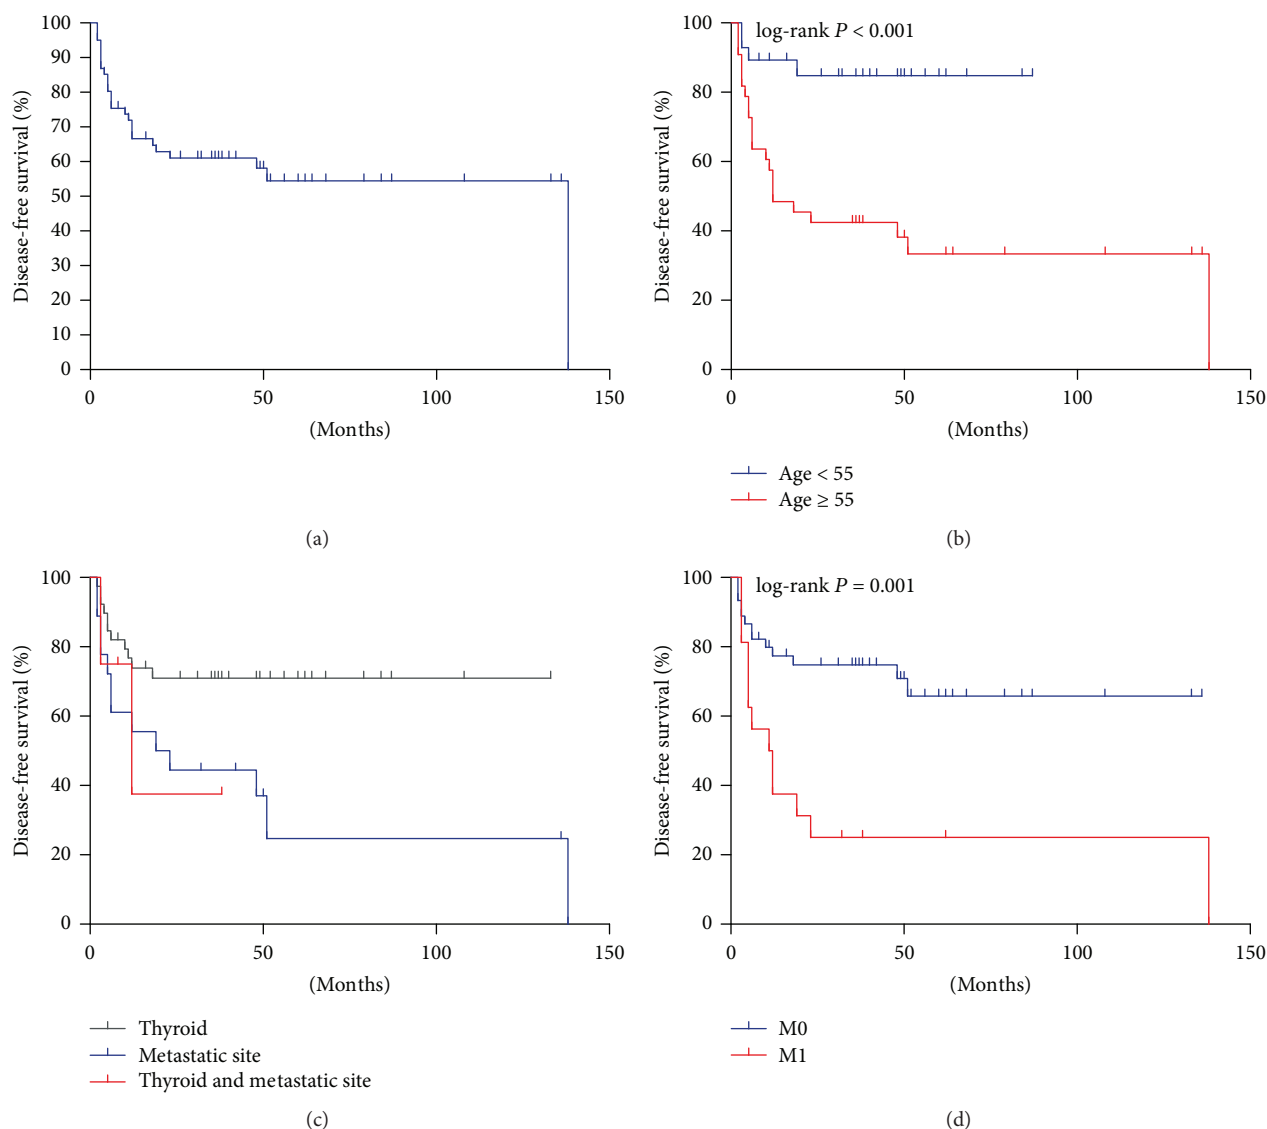 100
90
80
70
60
50
40
30
20
10
0
Disease-free survival (%)
0 50 100 150
(Months)
(a)
log-rank P < 0.001
100
80
60
40
20
0
Disease-free survival (%)
0 50 100 150
(Months)
Age < 55
Age ≥ 55
(b)
100
80
60
40
20
0
Disease-free survival (%)
0 50 100 150
(Months)
Thyroid
Metastatic site
Thyroid and metastatic site
(c)
log-rank P = 0.001
100
80
60
40
20
0
Disease-free survival (%)
0 50 100 150
(Months)
M0
M1
(d)